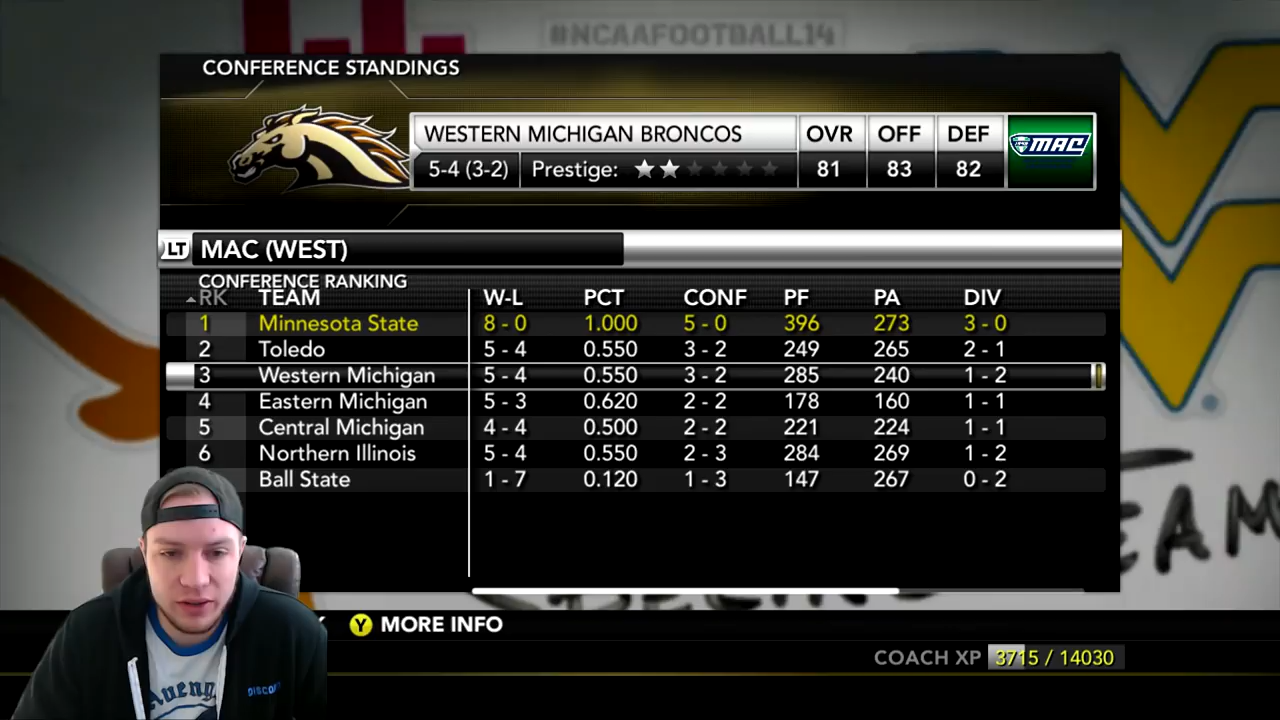 #NCAAFOOTBALL14
CONFERENCE STANDINGS
WESTERN MICHIGAN BRONCOS OVR OFF DEF MAC
5-4 (3-2) Prestige: 81 83 82
LT MAC (WEST)
CONFERENCE RANKING
RK TEAM W-L PCT CONF PF PA DIV
1 Minnesota State 8 - 0 1.000 5 - 0 396 273 3 - 0
2 Toledo 5 - 4 0.550 3 - 2 249 265 2 - 1
3 Western Michigan 5 - 4 0.550 3 - 2 285 240 1 - 2
4 Eastern Michigan 5 - 3 0.620 2 - 2 178 160 1 - 1
5 Central Michigan 4 - 4 0.500 2 - 2 221 224 1 - 1
6 Northern Illinois 5 - 4 0.550 2 - 3 284 269 1 - 2
Ball State 1 - 7 0.120 1 - 3 147 267 0 - 2
Y MORE INFO
COACH XP 3715 / 14030